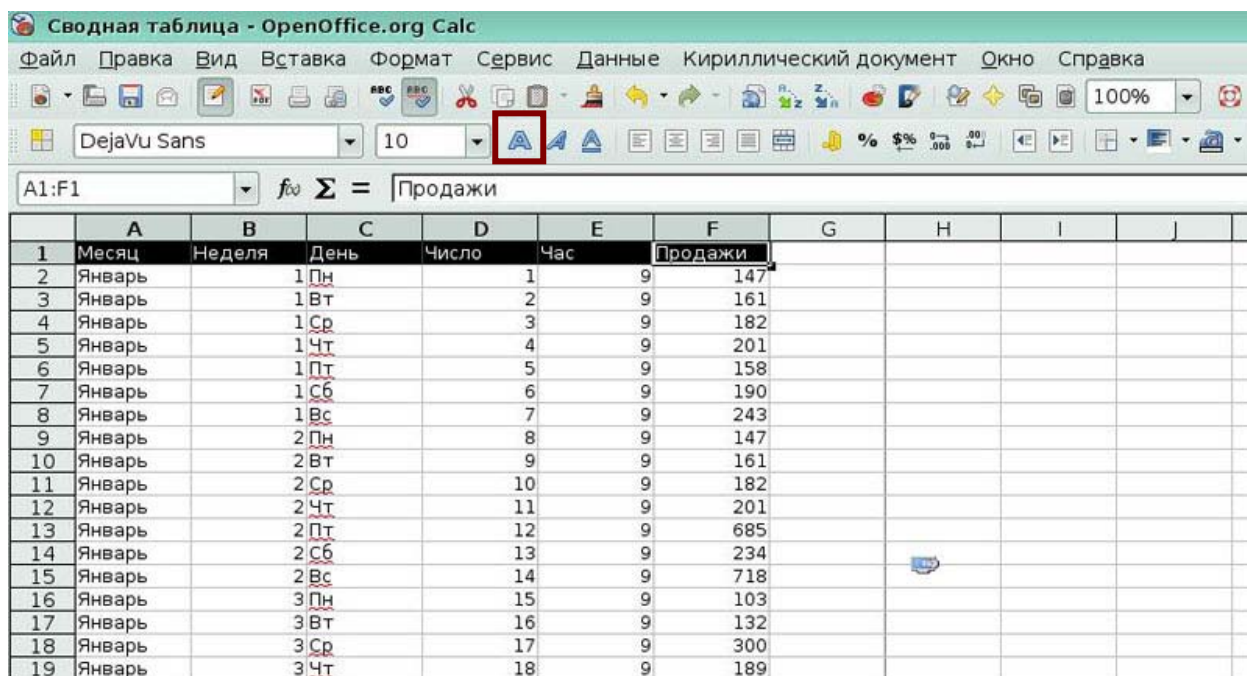 Сводная таблица - OpenOffice.org Calc
Файл Правка Вид Вставка Формат Сервис Данные Кириллический документ Окно Справка
100%
DejaVu Sans 10 % $%
A1:F1 f(x) Σ = Продажи
A B C D E F G H I J
1 Месяц Неделя День Число Час Продажи
2 Январь 1 Пн 1 9 147
3 Январь 1 Вт 2 9 161
4 Январь 1 Ср 3 9 182
5 Январь 1 Чт 4 9 201
6 Январь 1 Пт 5 9 158
7 Январь 1 Сб 6 9 190
8 Январь 1 Вс 7 9 243
9 Январь 2 Пн 8 9 147
10 Январь 2 Вт 9 9 161
11 Январь 2 Ср 10 9 182
12 Январь 2 Чт 11 9 201
13 Январь 2 Пт 12 9 685
14 Январь 2 Сб 13 9 234
15 Январь 2 Вс 14 9 718
16 Январь 3 Пн 15 9 103
17 Январь 3 Вт 16 9 132
18 Январь 3 Ср 17 9 300
19 Январь 3 Чт 18 9 189